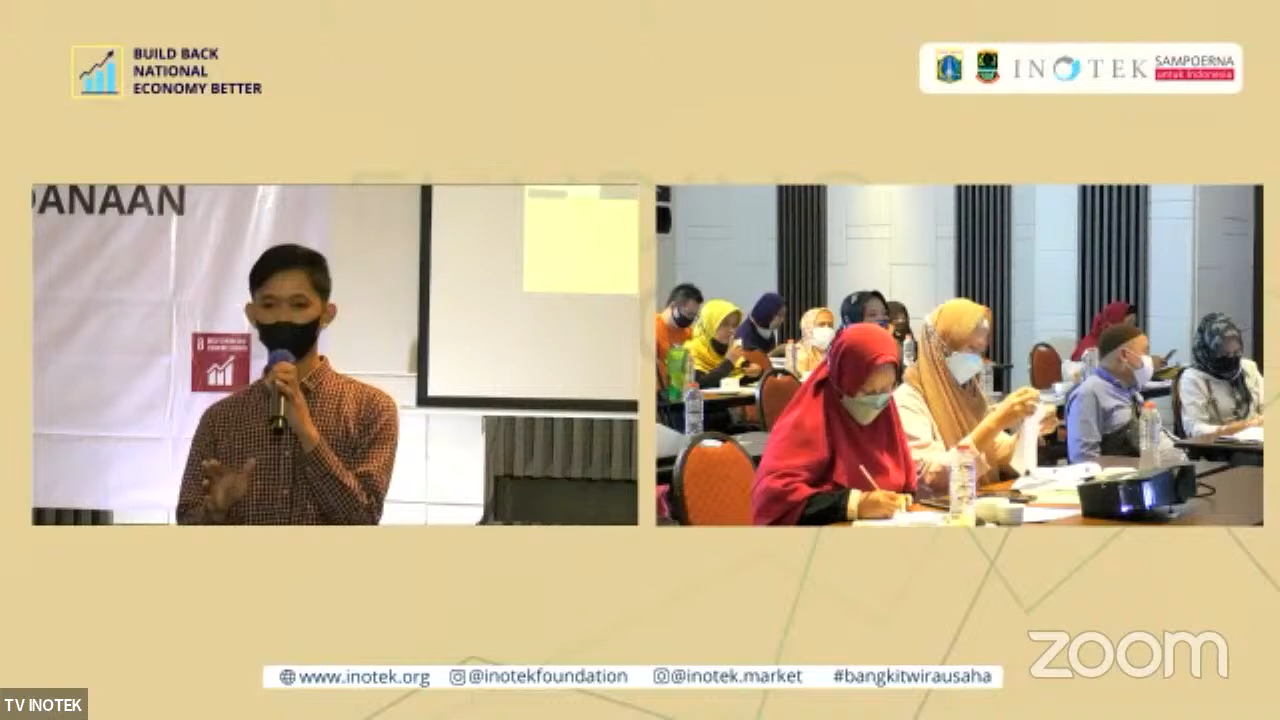 BUILD BACK
NATIONAL
ECONOMY BETTER
INOTEK
SAMPOERNA
untuk Indonesia
DANAAN
8
www.inotek.org @inotekfoundation @inotek.market #bangkitwirausaha
zoom
TV INOTEK